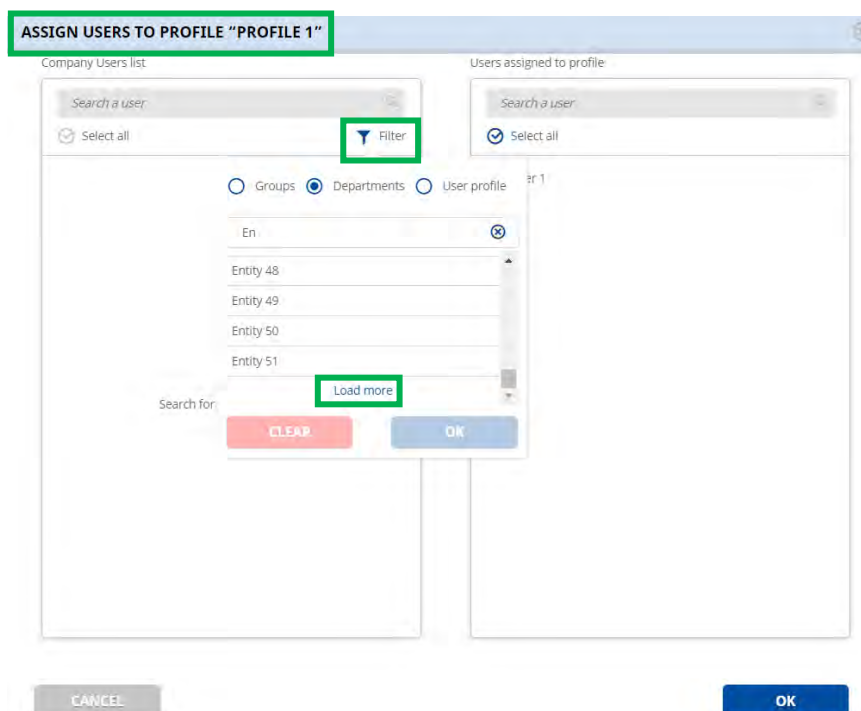 ASSIGN USERS TO PROFILE “PROFILE 1”
Company Users list
Users assigned to profile
Search a user
Search a user
Select all
Filter
Select all
Groups
Departments
User profile
er 1
En
Entity 48
Entity 49
Entity 50
Entity 51
Load more
Search for
CLEAR
OK
CANCEL
OK